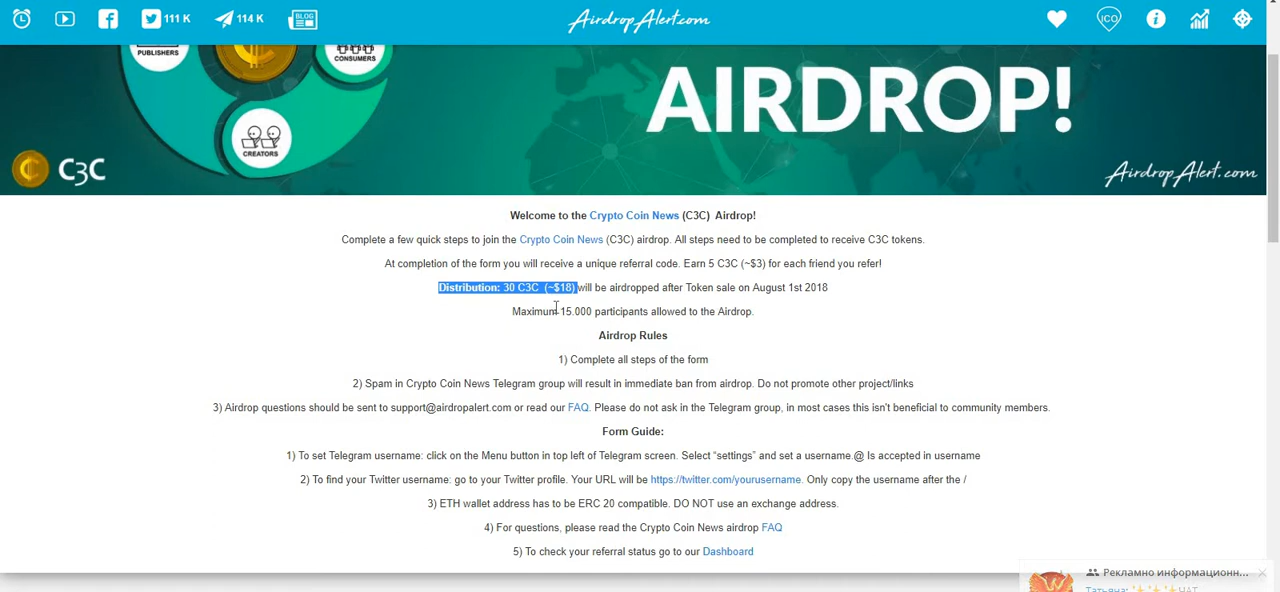 111 K
114 K
BLOG
AirdropAlert.com
ICO
PUBLISHERS
CONSUMERS
CREATORS
C3C
AIRDROP!
AirdropAlert.com
Welcome to the Crypto Coin News (C3C) Airdrop!
Complete a few quick steps to join the Crypto Coin News (C3C) airdrop. All steps need to be completed to receive C3C tokens.
At completion of the form you will receive a unique referral code. Earn 5 C3C (~$3) for each friend you refer!
Distribution: 30 C3C (~$18) will be airdropped after Token sale on August 1st 2018
Maximum 15.000 participants allowed to the Airdrop.
Airdrop Rules
1) Complete all steps of the form
2) Spam in Crypto Coin News Telegram group will result in immediate ban from airdrop. Do not promote other project/links
3) Airdrop questions should be sent to support@airdropalert.com or read our FAQ. Please do not ask in the Telegram group, in most cases this isn't beneficial to community members.
Form Guide:
1) To set Telegram username: click on the Menu button in top left of Telegram screen. Select “settings” and set a username.@ Is accepted in username
2) To find your Twitter username: go to your Twitter profile. Your URL will be https://twitter.com/yourusername. Only copy the username after the /
3) ETH wallet address has to be ERC 20 compatible. DO NOT use an exchange address.
4) For questions, please read the Crypto Coin News airdrop FAQ
5) To check your referral status go to our Dashboard
Рекламно информационн...
Татьяна: ✨✨✨ЧАТ